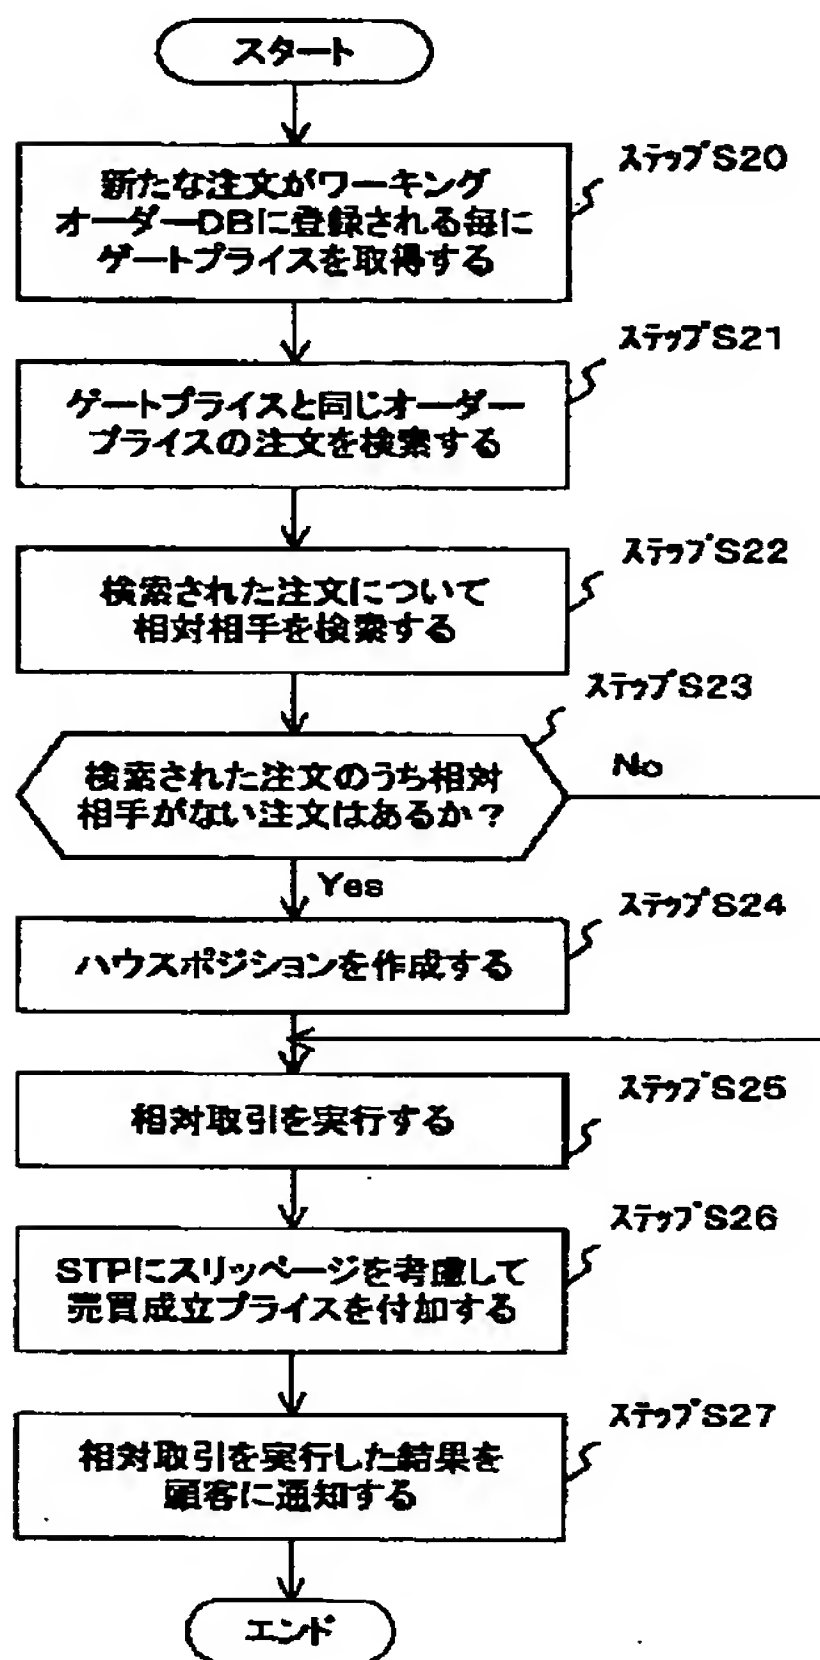 スタート
ステップS20
新たな注文がワーキング
オーダーDBに登録される毎に
ゲートプライスを取得する
ステップS21
ゲートプライスと同じオーダー
プライスの注文を検索する
ステップS22
検索された注文について
相対相手を検索する
ステップS23
検索された注文のうち相対
相手がない注文はあるか？
No
Yes
ステップS24
ハウスポジションを作成する
ステップS25
相対取引を実行する
ステップS26
STPにスリッページを考慮して
売買成立プライスを付加する
ステップS27
相対取引を実行した結果を
顧客に通知する
エンド